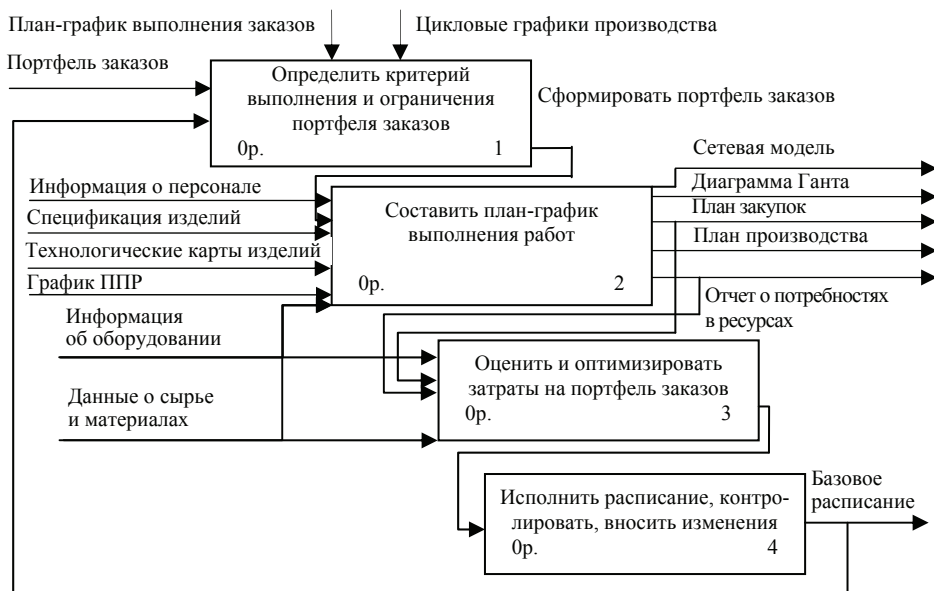 План-график выполнения заказов
Цикловые графики производства
Портфель заказов
Определить критерий
выполнения и ограничения
портфеля заказов
0р.
1
Сформировать портфель заказов
Информация о персонале
Спецификация изделий
Технологические карты изделий
График ППР
Составить план-график
выполнения работ
0р.
2
Сетевая модель
Диаграмма Ганта
План закупок
План производства
Отчет о потребностях
в ресурсах
Информация
об оборудовании
Данные о сырье
и материалах
Оценить и оптимизировать
затраты на портфель заказов
0р.
3
Исполнить расписание, контро-
лировать, вносить изменения
0р.
4
Базовое
расписание